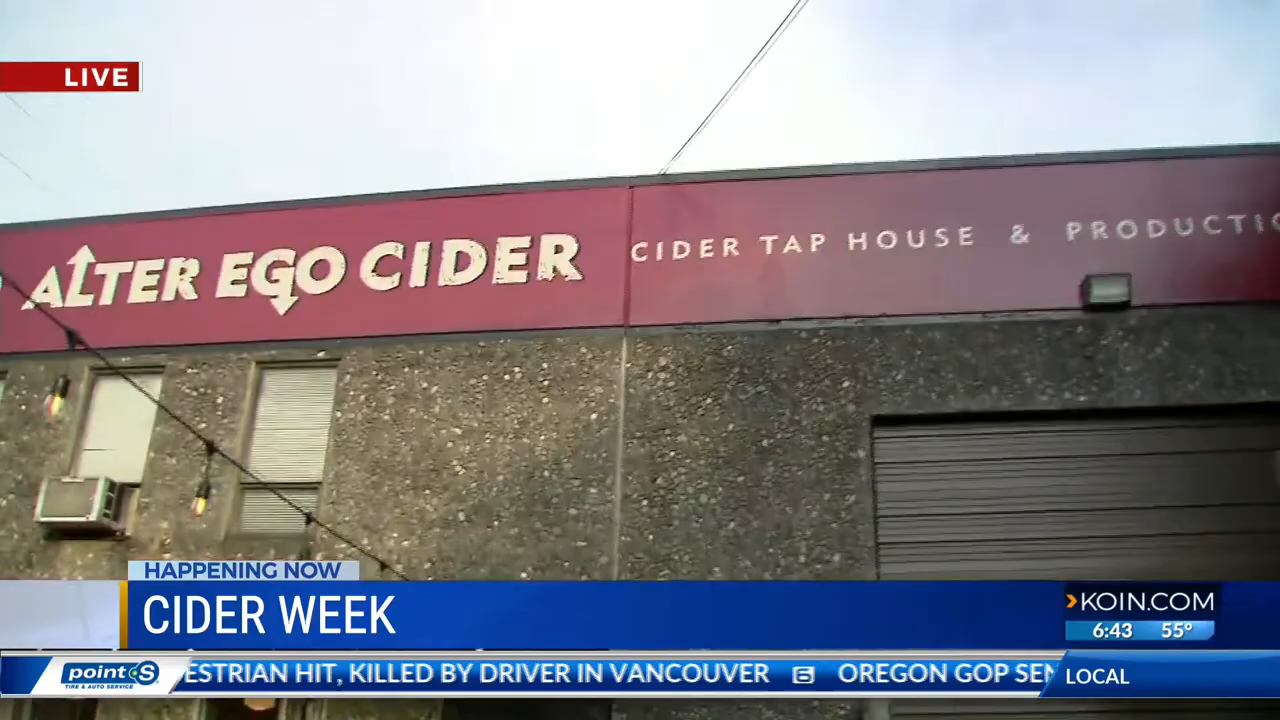 LIVE
ALTER EGO CIDER
CIDER TAP HOUSE & PRODUCTIO
HAPPENING NOW
CIDER WEEK
KOIN.COM
6:43 55°
point S
TIRE & AUTO SERVICE
ESTRIAN HIT, KILLED BY DRIVER IN VANCOUVER 6 OREGON GOP SEN
LOCAL